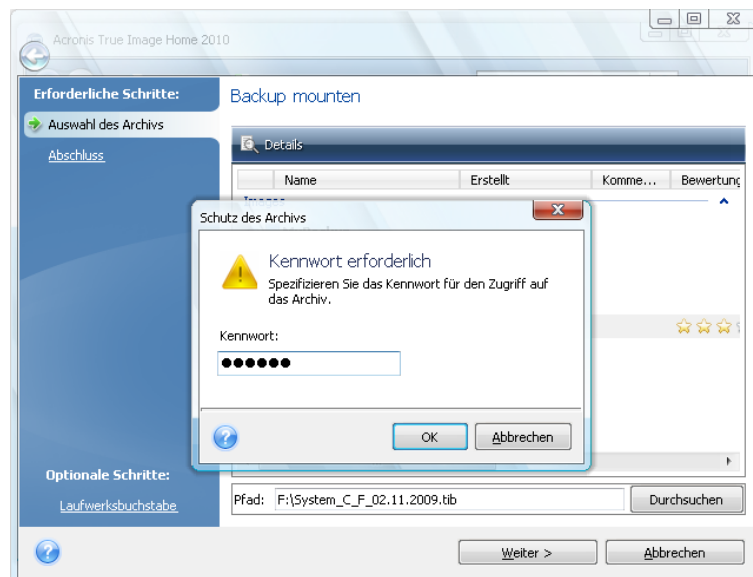 Acronis True Image Home 2010
Erforderliche Schritte:
Auswahl des Archivs
Abschluss
Optionale Schritte:
Laufwerksbuchstabe
Backup mounten
Details
Name Erstellt Komme... Bewertung
Schutz des Archivs
Kennwort erforderlich
Spezifizieren Sie das Kennwort für den Zugriff auf
das Archiv.
Kennwort:
●●●●●●
OK Abbrechen
Pfad: F:\System_C_F_02.11.2009.tib Durchsuchen
Weiter > Abbrechen